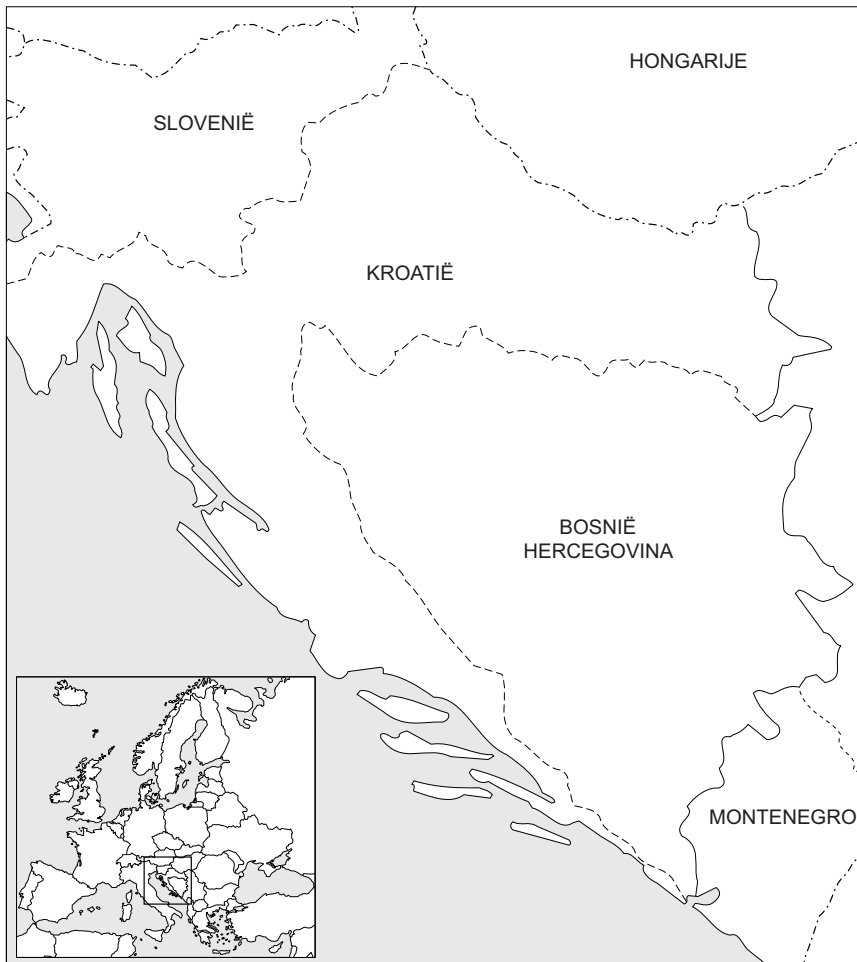 HONGARIJE
SLOVENIË
KROATIË
BOSNIË
HERCEGOVINA
MONTENEGRO